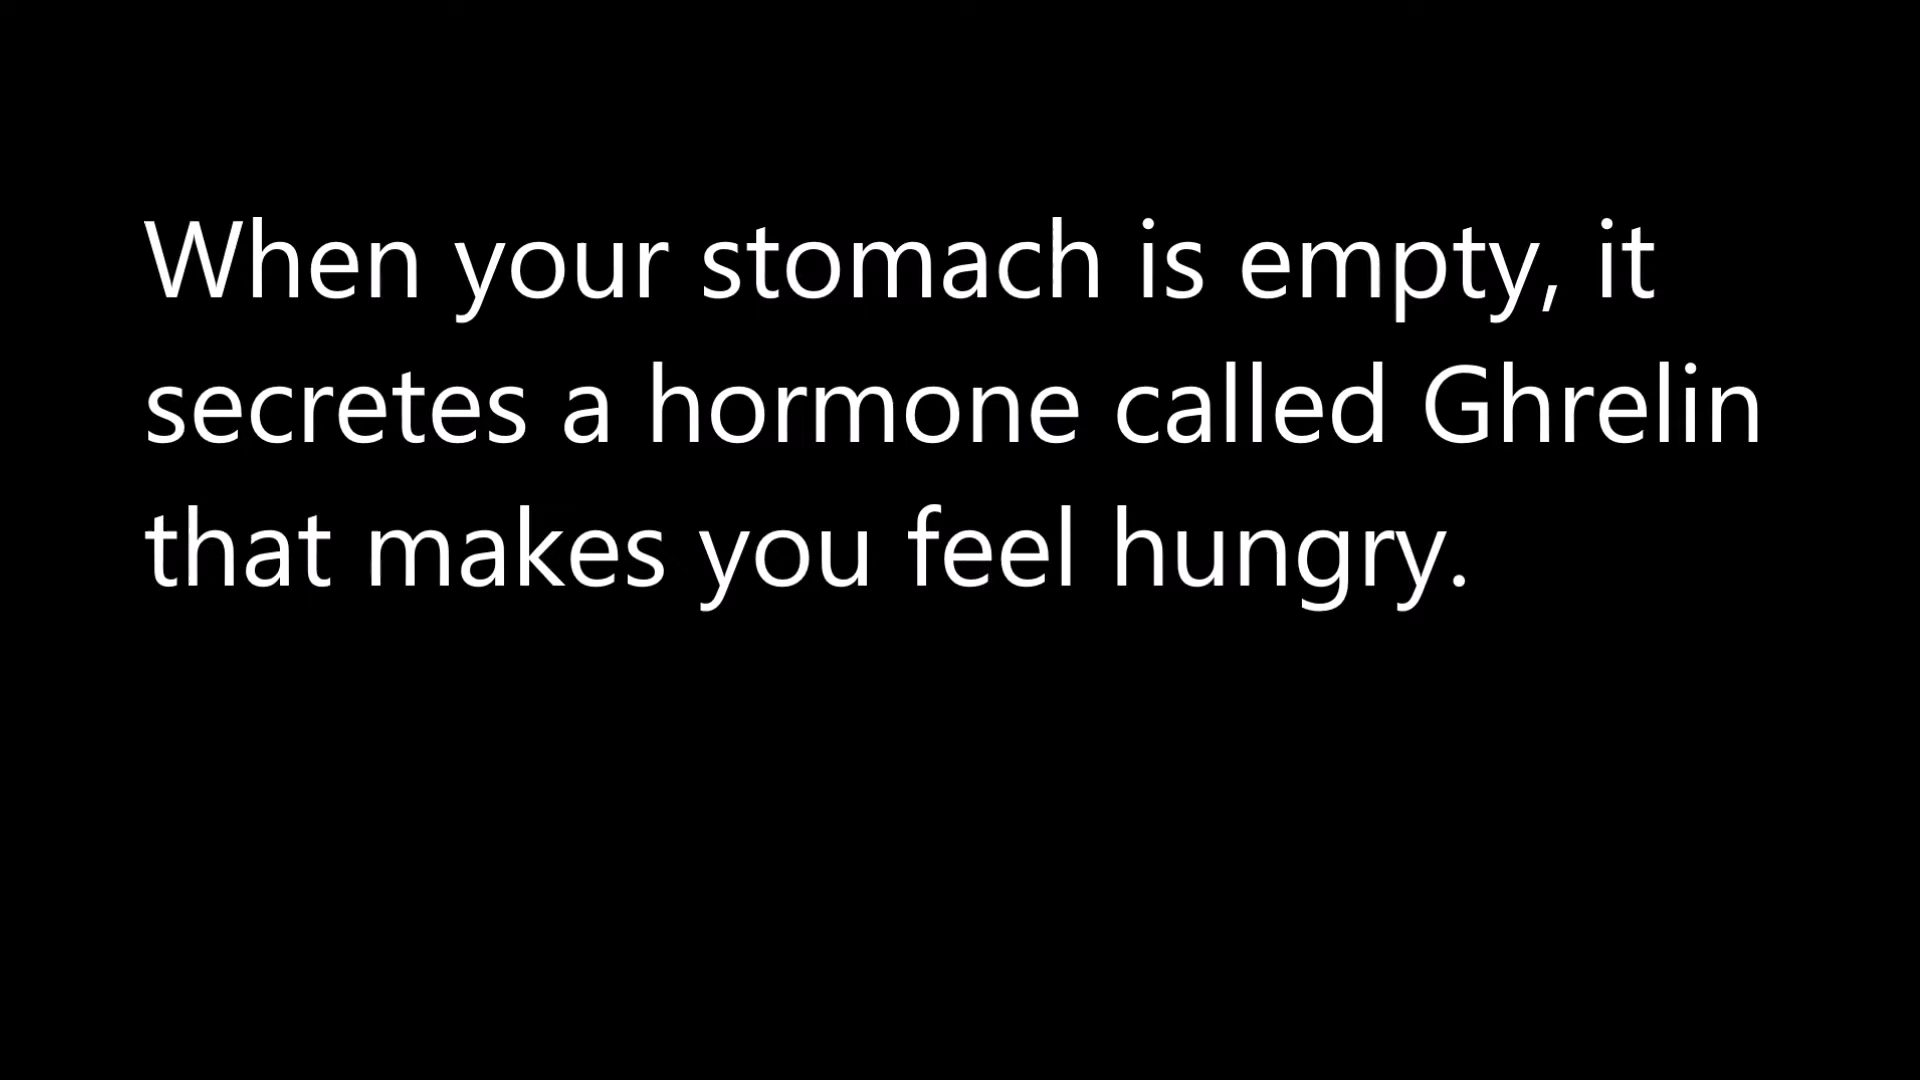 When your stomach is empty, it
secretes a hormone called Ghrelin
that makes you feel hungry.